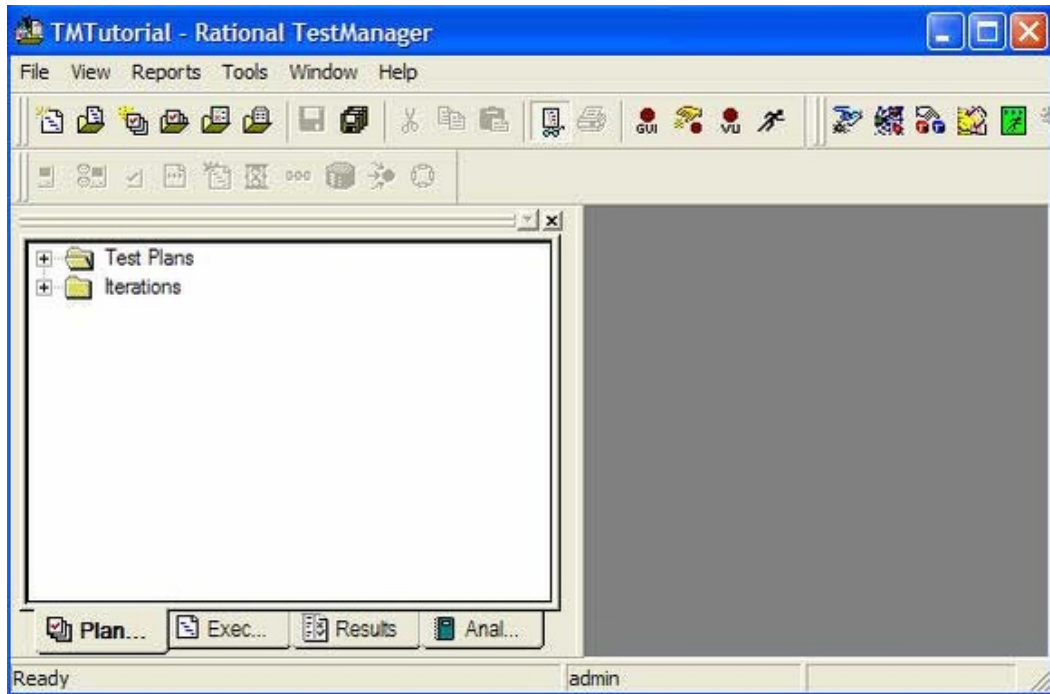 TMTutorial - Rational TestManager
File View Reports Tools Window Help
GUI VU
Test Plans
Iterations
Plan... Exec... Results Anal...
Ready admin